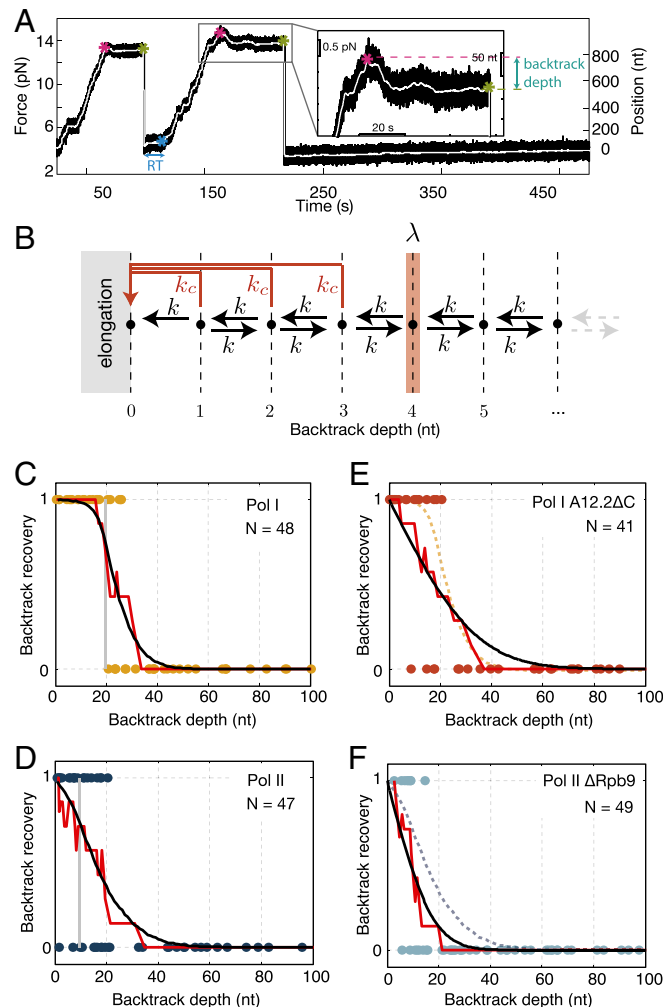 A
Force (pN)
14
10
6
2
0.5 pN
50 nt
20 s
backtrack
depth
800
600
400
200
0
Position (nt)
RT
50
150
250
350
450
Time (s)
B
λ
elongation
k_c k_c k_c
k k k k k k
k k k k k
0 1 2 3 4 5 ...
Backtrack depth (nt)
C
Pol I
N = 48
Backtrack recovery
1
0
0 20 40 60 80 100
Backtrack depth (nt)
E
Pol I A12.2ΔC
N = 41
Backtrack recovery
1
0
0 20 40 60 80 100
Backtrack depth (nt)
D
Pol II
N = 47
Backtrack recovery
1
0
0 20 40 60 80 100
Backtrack depth (nt)
F
Pol II ΔRpb9
N = 49
Backtrack recovery
1
0
0 20 40 60 80 100
Backtrack depth (nt)